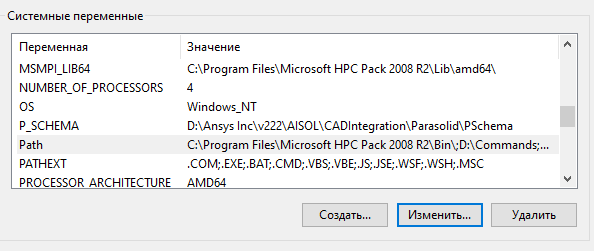 Системные переменные
Переменная Значение
MSMPI_LIB64 C:\Program Files\Microsoft HPC Pack 2008 R2\Lib\amd64\
NUMBER_OF_PROCESSORS 4
OS Windows_NT
P_SCHEMA D:\Ansys Inc\v222\AISOL\CADIntegration\Parasolid\PSchema
Path C:\Program Files\Microsoft HPC Pack 2008 R2\Bin\;D:\Commands;...
PATHEXT .COM;.EXE;.BAT;.CMD;.VBS;.VBE;.JS;.JSE;.WSF;.WSH;.MSC
PROCESSOR_ARCHITECTURE AMD64
Создать... Изменить... Удалить